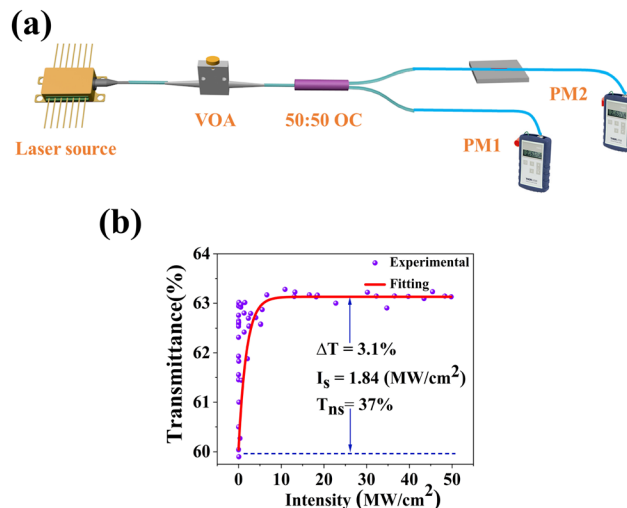 (a)
VOA
50:50 OC
PM2
Laser source
PM1
(b)
64
63
62
61
60
Transmittance(%)
Experimental
Fitting
ΔT = 3.1%
Is = 1.84 (MW/cm²)
Tns= 37%
0 10 20 30 40 50
Intensity (MW/cm²)